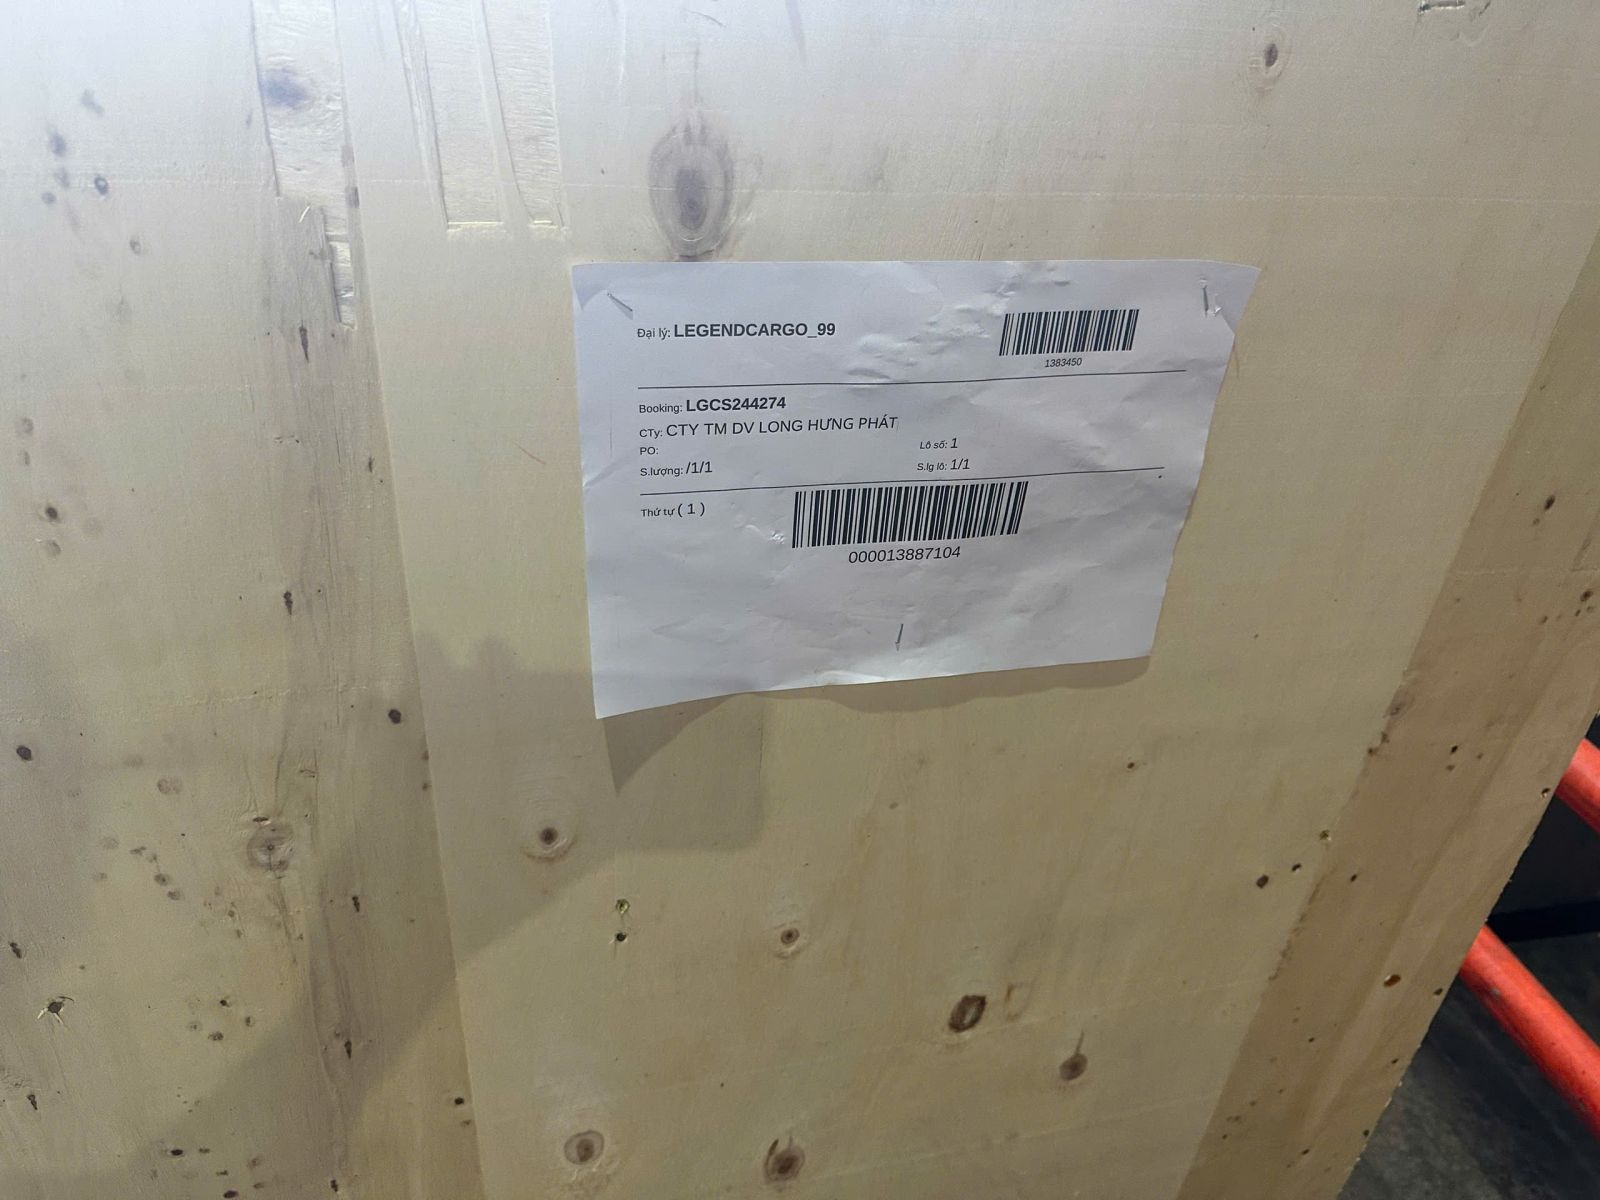 Đại lý: LEGENDCARGO_99
1383450
Booking: LGCS244274
CTy: CTY TM DV LONG HƯNG PHÁT
PO:
Lô số: 1
S.lượng: /1/1
S.lg lô: 1/1
Thứ tự ( 1 )
000013887104